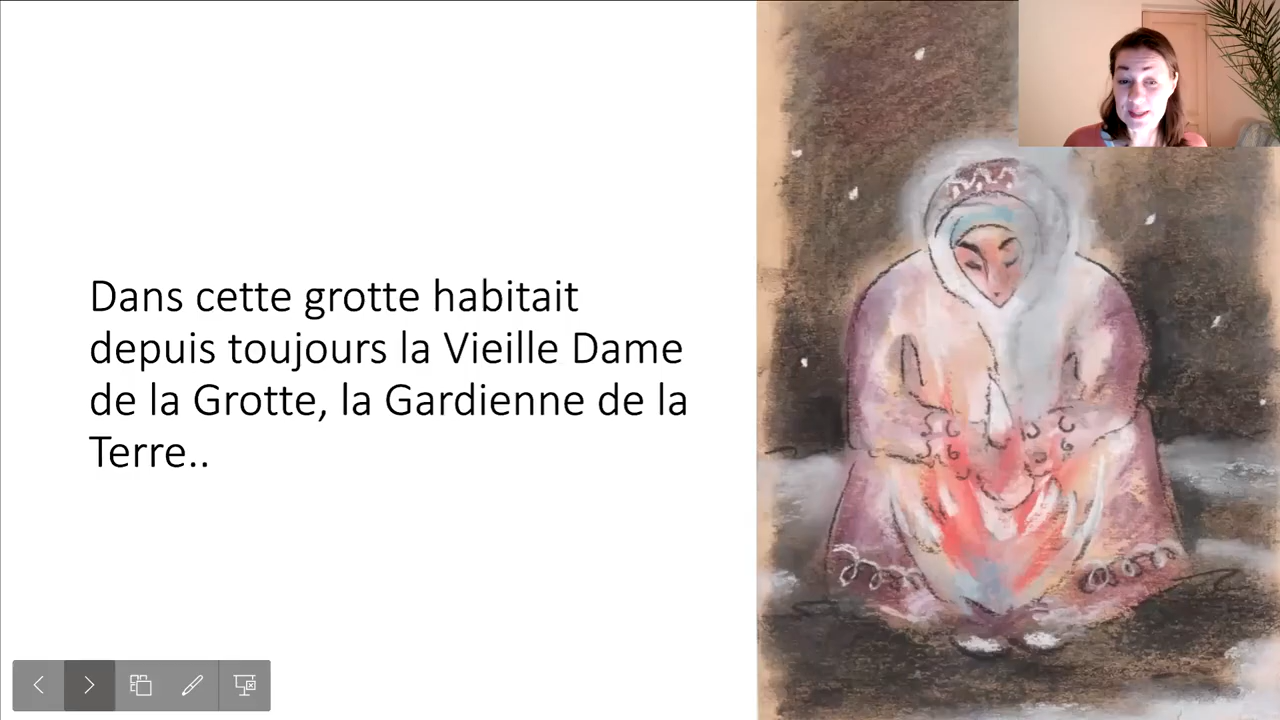 Dans cette grotte habitait
depuis toujours la Vieille Dame
de la Grotte, la Gardienne de la
Terre..